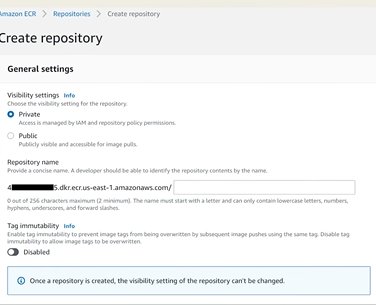 Amazon ECR > Repositories > Create repository
Create repository
General settings
Visibility settings Info
Choose the visibility setting for the repository.
Private
Access is managed by IAM and repository policy permissions.
Public
Publicly visible and accessible for image pulls.
Repository name
Provide a concise name. A developer should be able to identify the repository contents by the name.
4 5.dkr.ecr.us-east-1.amazonaws.com/
0 out of 256 characters maximum (2 minimum). The name must start with a letter and can only contain lowercase letters, numbers,
hyphens, underscores, and forward slashes.
Tag immutability Info
Enable tag immutability to prevent image tags from being overwritten by subsequent image pushes using the same tag. Disable tag
immutability to allow image tags to be overwritten.
Disabled
Once a repository is created, the visibility setting of the repository can't be changed.